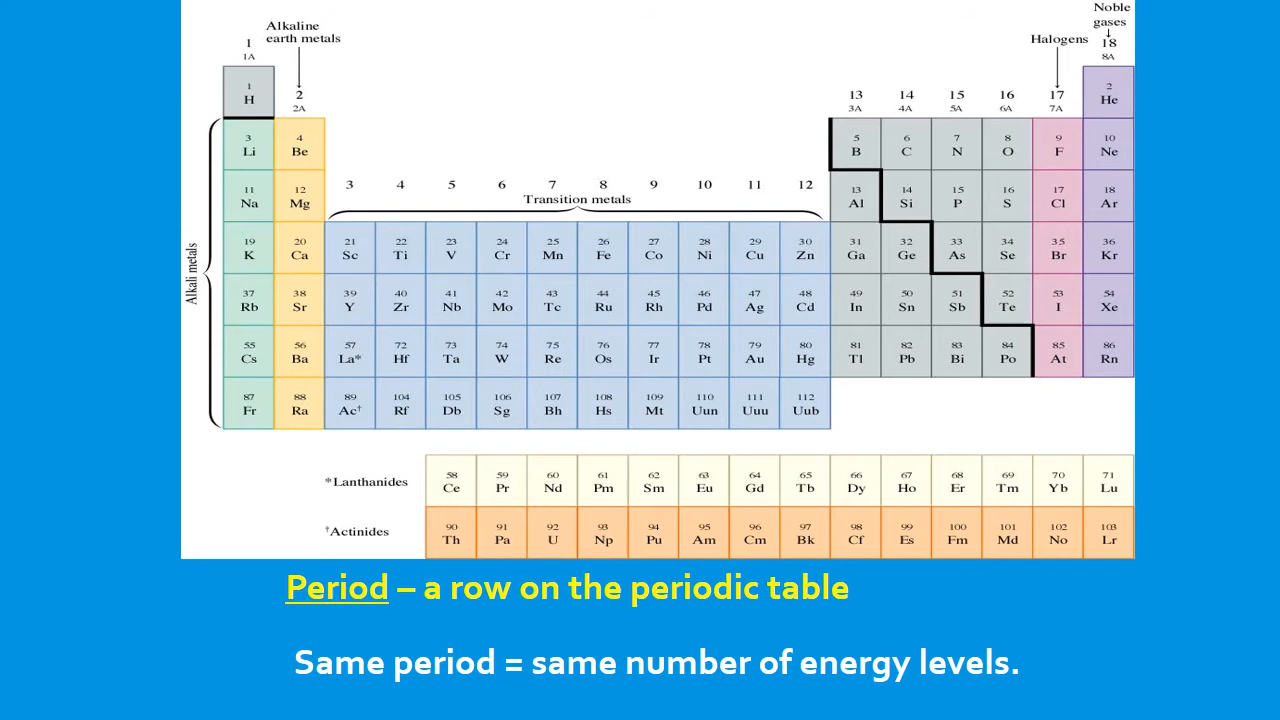 Noble
gases
Alkaline
earth metals
Halogens
1
18
1A
8A
1 2
H He
2 13 14 15 16 17
2A 3A 4A 5A 6A 7A
3 4 5 6 7 8 9 10
Li Be B C N O F Ne
3 4 5 6 7 8 9 10 11 12
Transition metals
11 12 13 14 15 16 17 18
Na Mg Al Si P S Cl Ar
19 20 21 22 23 24 25 26 27 28 29 30 31 32 33 34 35 36
K Ca Sc Ti V Cr Mn Fe Co Ni Cu Zn Ga Ge As Se Br Kr
Alkali metals
37 38 39 40 41 42 43 44 45 46 47 48 49 50 51 52 53 54
Rb Sr Y Zr Nb Mo Tc Ru Rh Pd Ag Cd In Sn Sb Te I Xe
55 56 57 72 73 74 75 76 77 78 79 80 81 82 83 84 85 86
Cs Ba La* Hf Ta W Re Os Ir Pt Au Hg Tl Pb Bi Po At Rn
87 88 89 104 105 106 107 108 109 110 111 112
Fr Ra Ac† Rf Db Sg Bh Hs Mt Uun Uuu Uub
58 59 60 61 62 63 64 65 66 67 68 69 70 71
*Lanthanides Ce Pr Nd Pm Sm Eu Gd Tb Dy Ho Er Tm Yb Lu
90 91 92 93 94 95 96 97 98 99 100 101 102 103
†Actinides Th Pa U Np Pu Am Cm Bk Cf Es Fm Md No Lr
Period – a row on the periodic table
Same period = same number of energy levels.